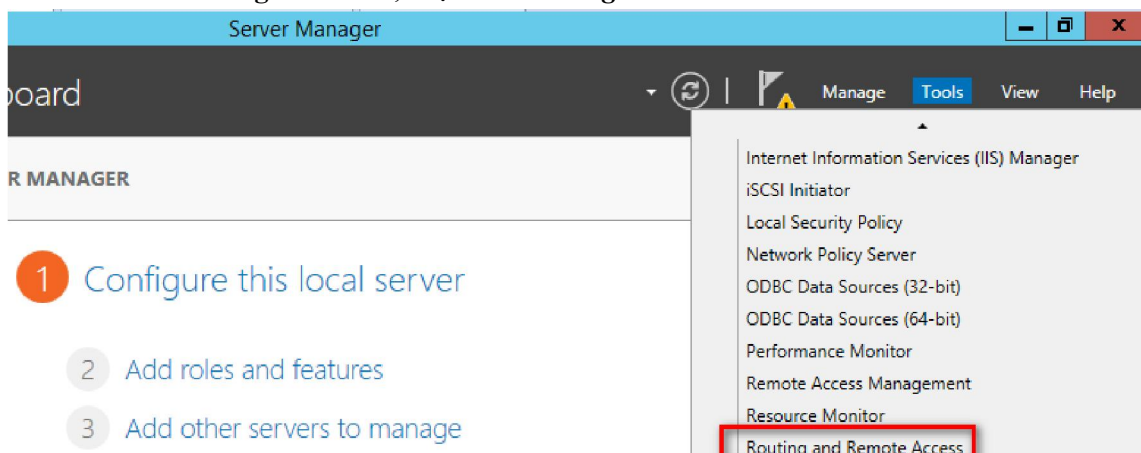 Server Manager
board
Manage Tools View Help
R MANAGER
1 Configure this local server
2 Add roles and features
3 Add other servers to manage
Internet Information Services (IIS) Manager
iSCSI Initiator
Local Security Policy
Network Policy Server
ODBC Data Sources (32-bit)
ODBC Data Sources (64-bit)
Performance Monitor
Remote Access Management
Resource Monitor
Routing and Remote Access